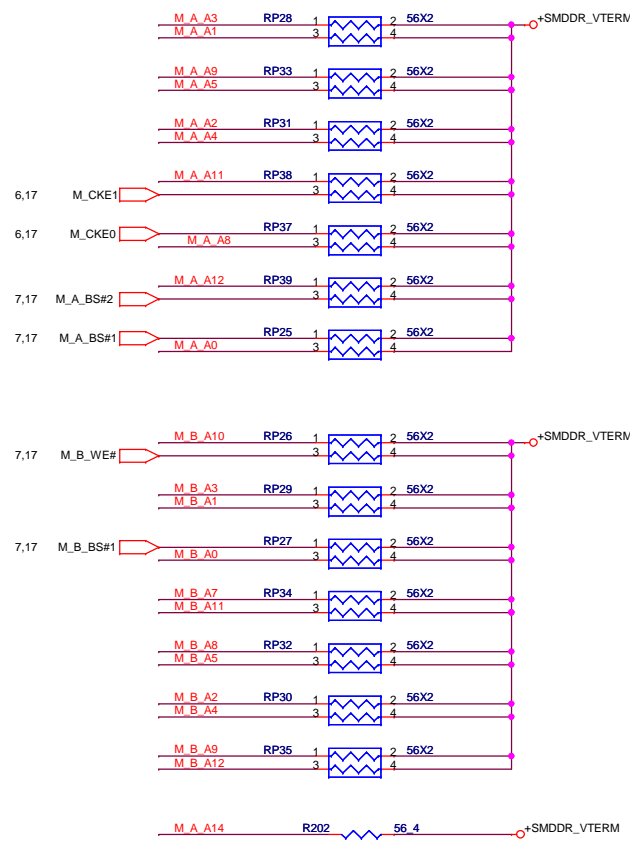 M_A_A3 RP28 1 2 56X2 +SMDDR_VTERM
M_A_A1 3 4
M_A_A9 RP33 1 2 56X2
M_A_A5 3 4
M_A_A2 RP31 1 2 56X2
M_A_A4 3 4
M_A_A11 RP38 1 2 56X2
6,17 M_CKE1 3 4
6,17 M_CKE0 RP37 1 2 56X2
M_A_A8 3 4
M_A_A12 RP39 1 2 56X2
7,17 M_A_BS#2 3 4
7,17 M_A_BS#1 RP25 1 2 56X2
M_A_A0 3 4
M_B_A10 RP26 1 2 56X2 +SMDDR_VTERM
7,17 M_B_WE# 3 4
M_B_A3 RP29 1 2 56X2
M_B_A1 3 4
7,17 M_B_BS#1 RP27 1 2 56X2
M_B_A0 3 4
M_B_A7 RP34 1 2 56X2
M_B_A11 3 4
M_B_A8 RP32 1 2 56X2
M_B_A5 3 4
M_B_A2 RP30 1 2 56X2
M_B_A4 3 4
M_B_A9 RP35 1 2 56X2
M_B_A12 3 4
M_A_A14 R202 56_4 +SMDDR_VTERM